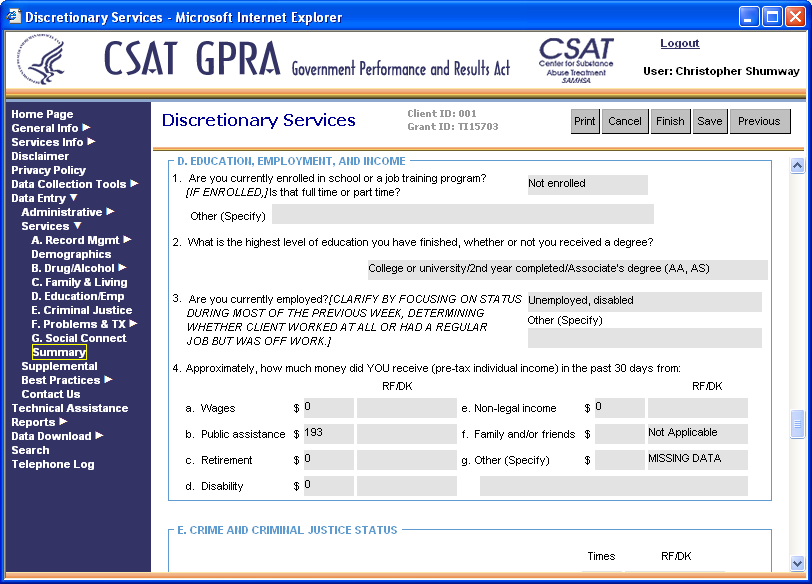 Discretionary Services - Microsoft Internet Explorer
CSAT GPRA Government Performance and Results Act
CSAT
Center for Substance
Abuse Treatment
SAMHSA
Logout
User: Christopher Shumway
Home Page
General Info
Services Info
Disclaimer
Privacy Policy
Data Collection Tools
Data Entry
Administrative
Services
A. Record Mgmt
Demographics
B. Drug/Alcohol
C. Family & Living
D. Education/Emp
E. Criminal Justice
F. Problems & TX
G. Social Connect
Summary
Supplemental
Best Practices
Contact Us
Technical Assistance
Reports
Data Download
Search
Telephone Log
Discretionary Services
Client ID: 001
Grant ID: TI15703
Print Cancel Finish Save Previous
D. EDUCATION, EMPLOYMENT, AND INCOME
1. Are you currently enrolled in school or a job training program?
[IF ENROLLED,]Is that full time or part time?
Not enrolled
Other (Specify)
2. What is the highest level of education you have finished, whether or not you received a degree?
College or university/2nd year completed/Associate's degree (AA, AS)
3. Are you currently employed?[CLARIFY BY FOCUSING ON STATUS
DURING MOST OF THE PREVIOUS WEEK, DETERMINING
WHETHER CLIENT WORKED AT ALL OR HAD A REGULAR
JOB BUT WAS OFF WORK.]
Unemployed, disabled
Other (Specify)
4. Approximately, how much money did YOU receive (pre-tax individual income) in the past 30 days from:
RF/DK RF/DK
a. Wages $ 0 e. Non-legal income $ 0
b. Public assistance $ 193 f. Family and/or friends $ Not Applicable
c. Retirement $ 0 g. Other (Specify) $ MISSING DATA
d. Disability $ 0
E. CRIME AND CRIMINAL JUSTICE STATUS
Times RF/DK